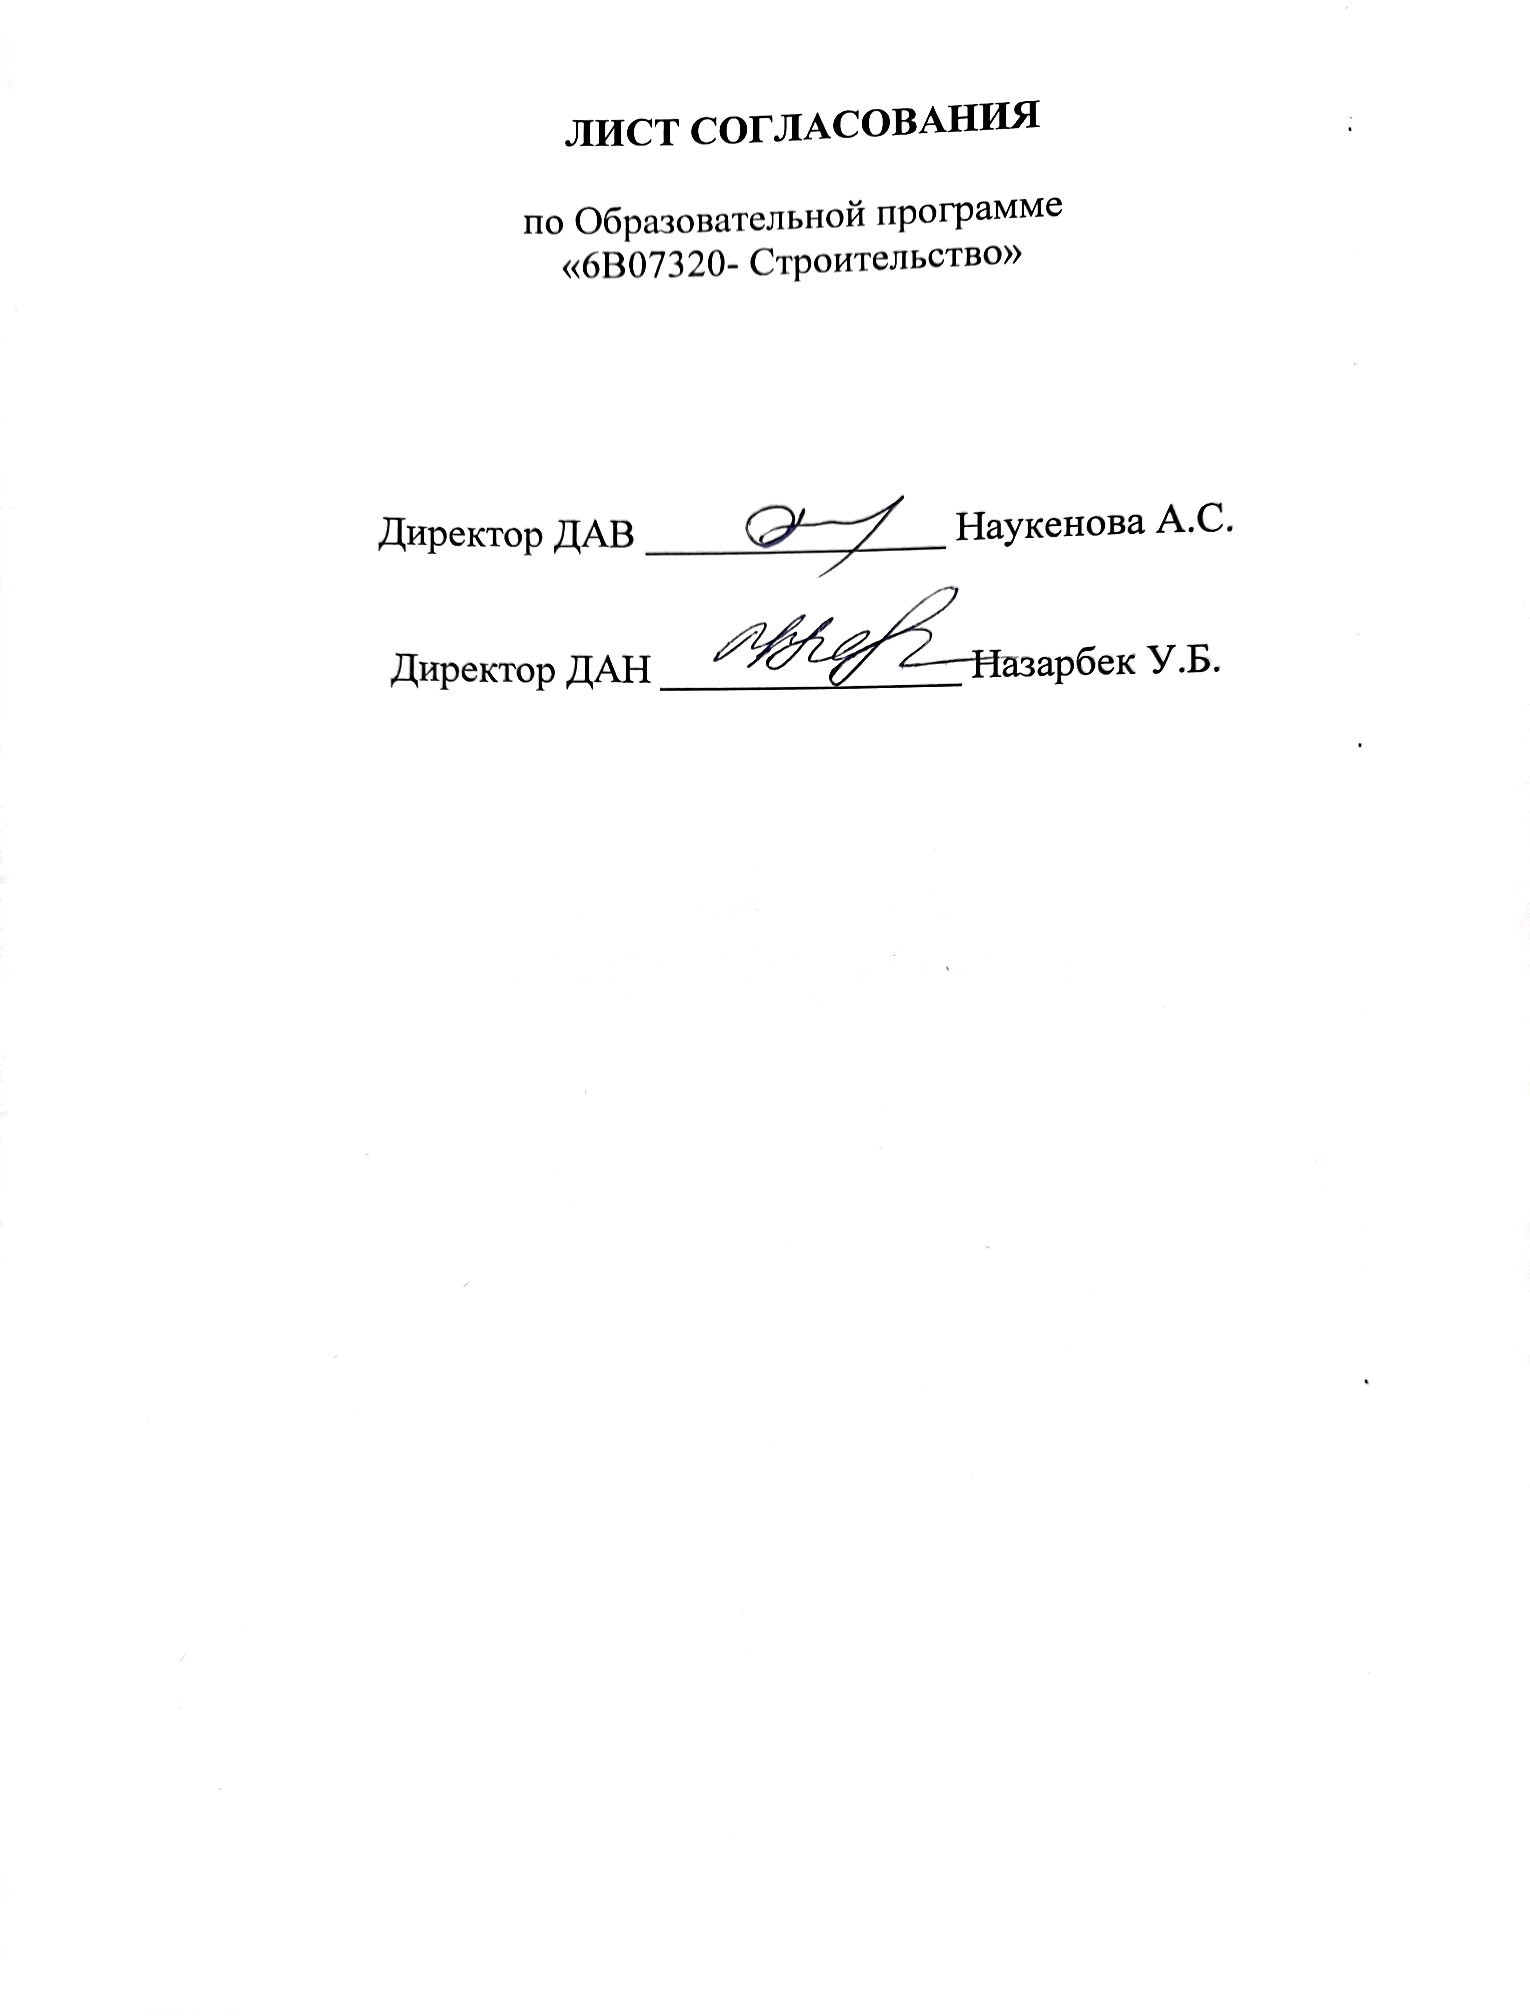 ЛИСТ СОГЛАСОВАНИЯ
по Образовательной программе
«6В07320- Строительство»
Директор ДАВ _______________ Наукенова А.С.
Директор ДАН _______________ Назарбек У.Б.